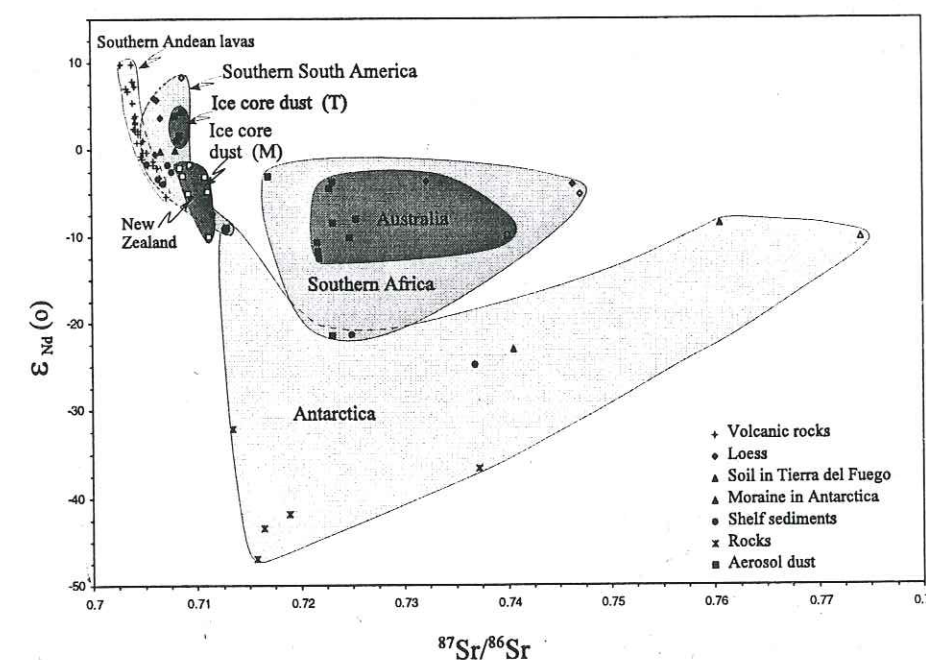 Southern Andean lavas
Southern South America
Ice core dust (T)
Ice core
dust (M)
New
Zealand
Australia
Southern Africa
Antarctica
10
0
-10
-20
-30
-40
-50
ε Nd (o)
0.7
0.71
0.72
0.73
0.74
0.75
0.76
0.77
87Sr/86Sr
+ Volcanic rocks
Loess
Soil in Tierra del Fuego
Moraine in Antarctica
Shelf sediments
Rocks
Aerosol dust